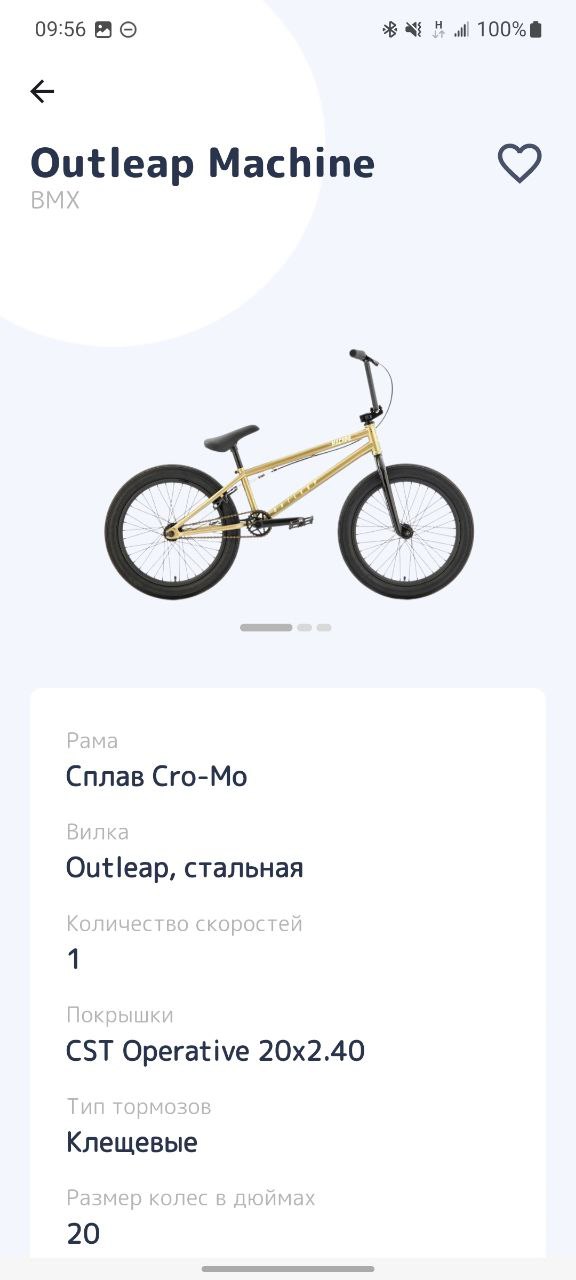 09:56
H
100%
Outleap Machine
BMX
Рама
Сплав Cro-Mo
Вилка
Outleap, стальная
Количество скоростей
1
Покрышки
CST Operative 20x2.40
Тип тормозов
Клещевые
Размер колес в дюймах
20